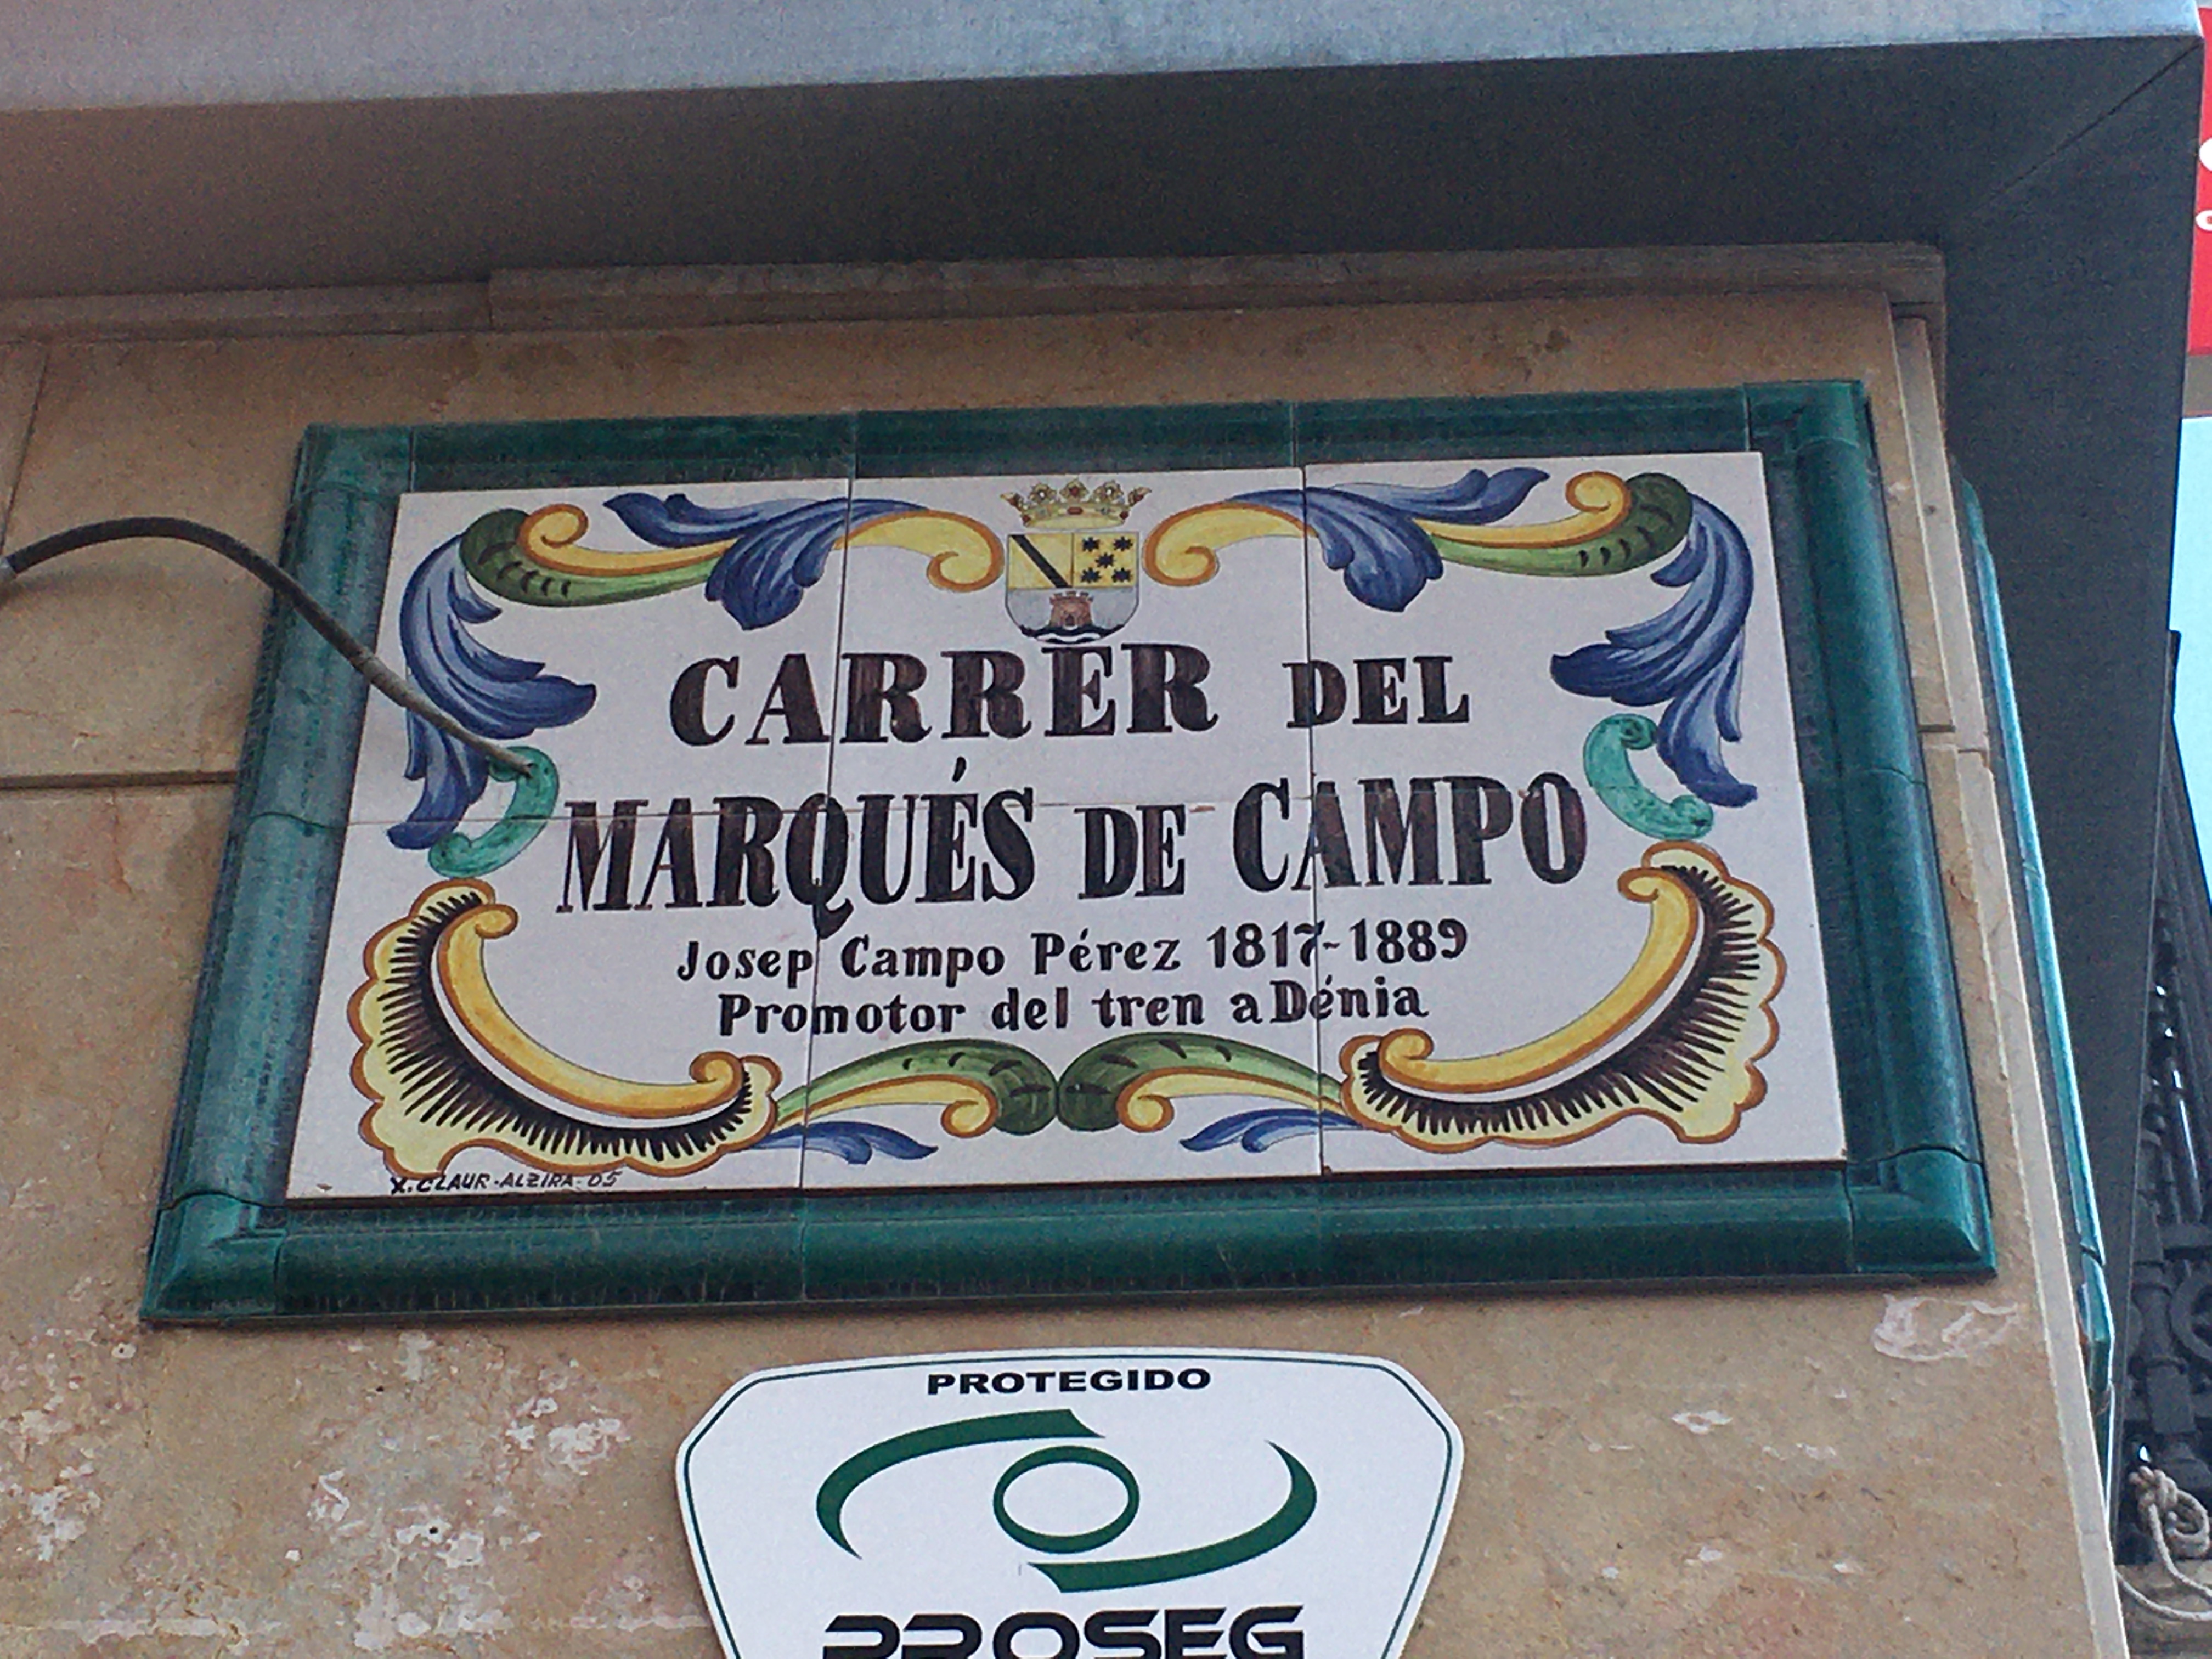 CARRER DEL
MARQUÉS DE CAMPO
Josep Campo Pérez 1817-1889
Promotor del tren a Dénia
X. CLAUR-ALZIRA-05
PROTEGIDO
PROSEG